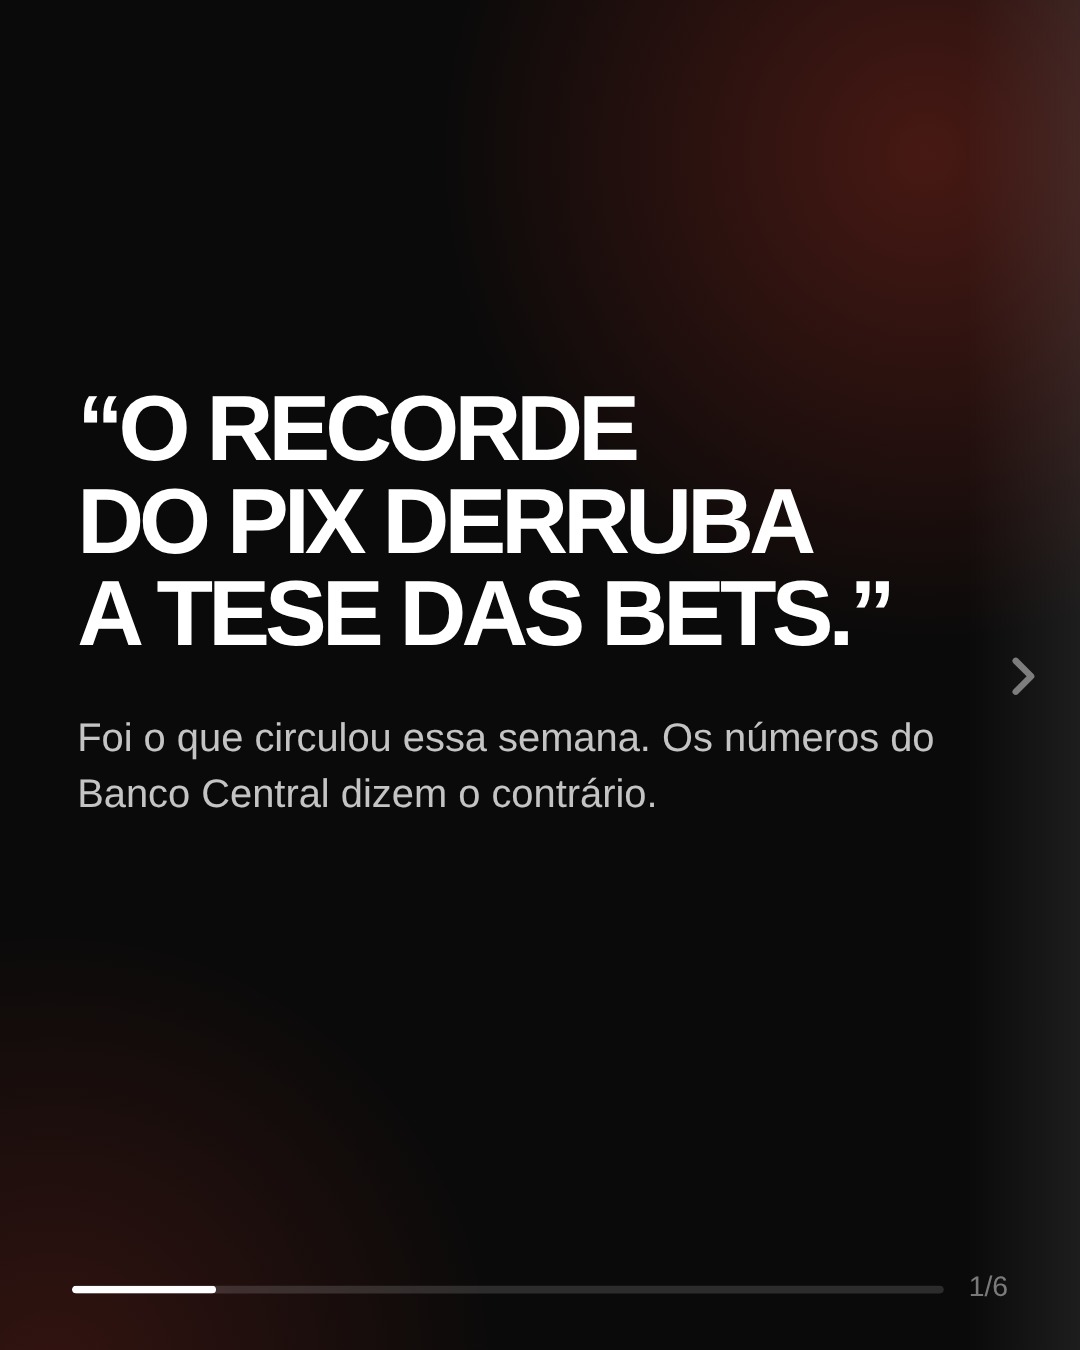 “O RECORDE
DO PIX DERRUBA
A TESE DAS BETS.”
Foi o que circulou essa semana. Os números do
Banco Central dizem o contrário.
1/6